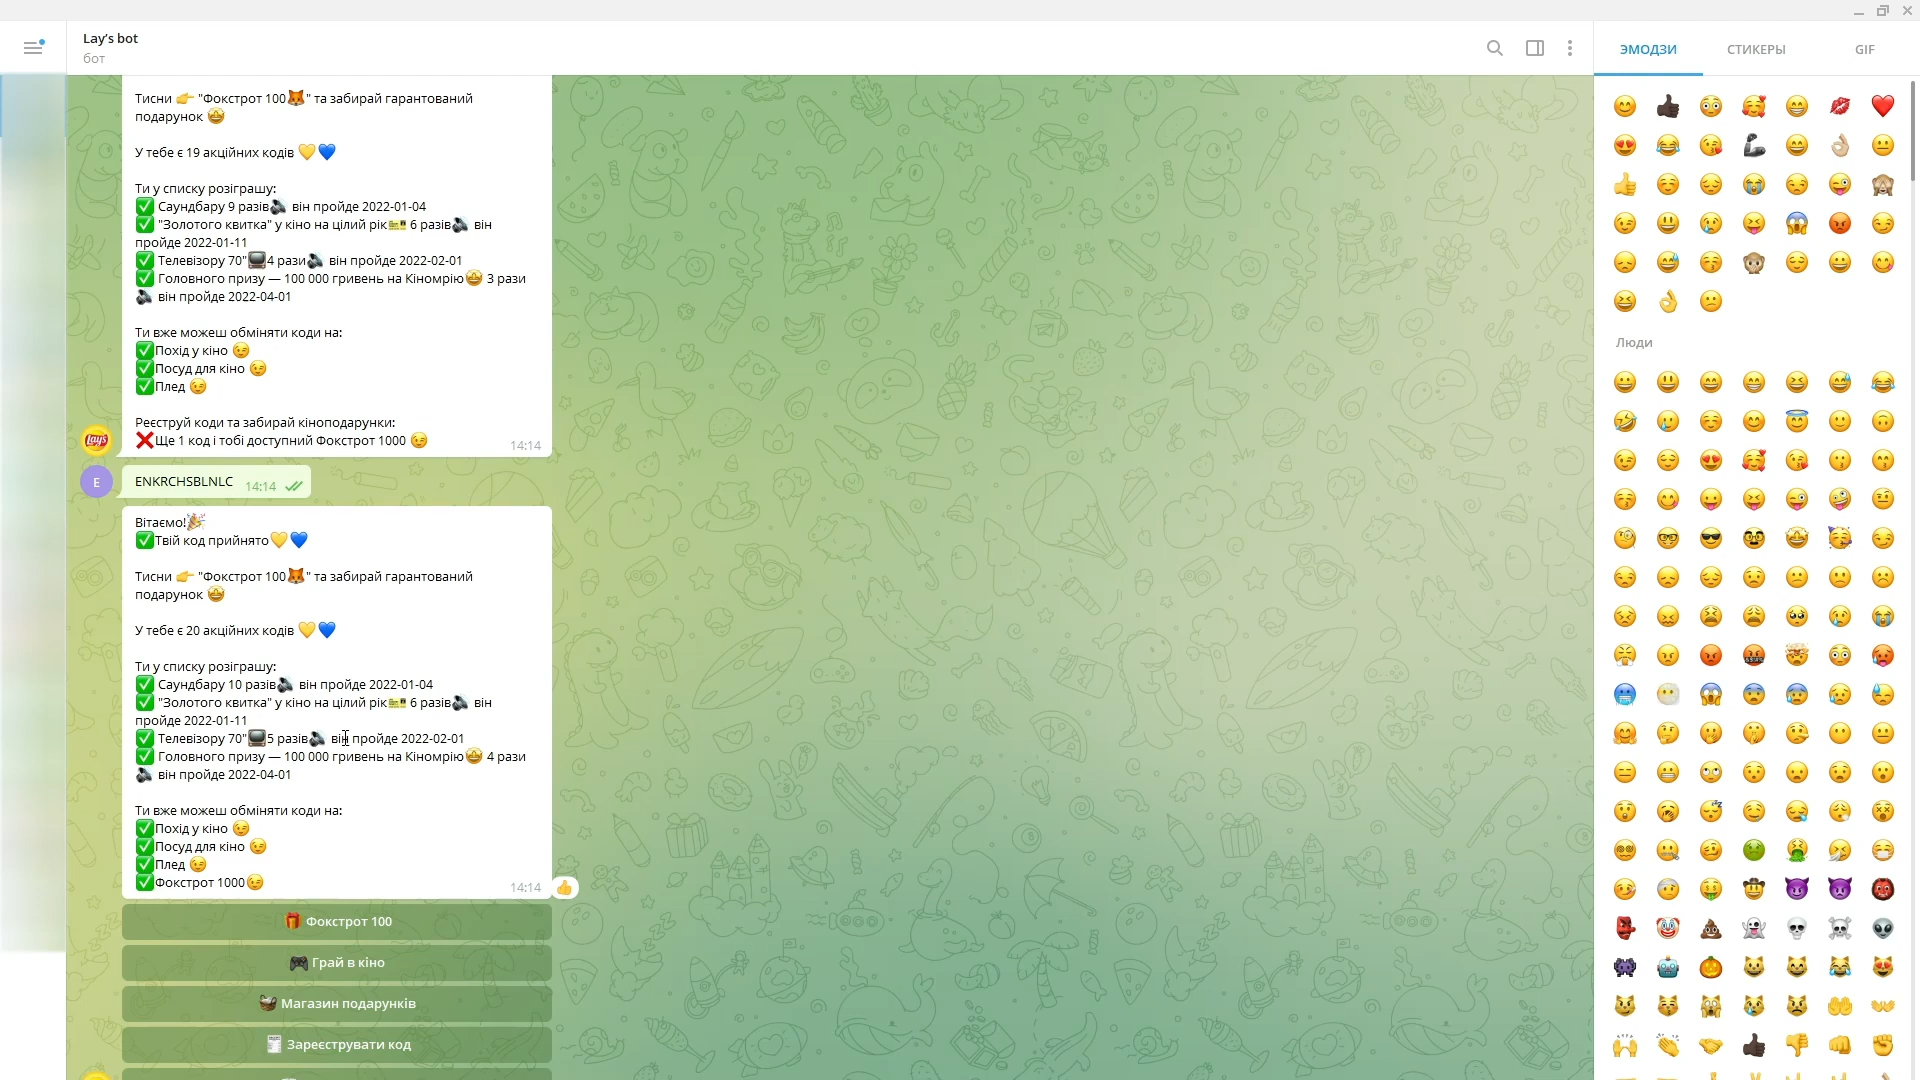 Lay's bot
бот
ЭМОДЗИ
СТИКЕРЫ
GIF
Тисни 👉 "Фокстрот 100🦊" та забирай гарантований
подарунок 🤩
У тебе є 19 акційних кодів 💛💙
Ти у списку розіграшу:
✅ Саундбару 9 разів🔊 він пройде 2022-01-04
✅ "Золотого квитка" у кіно на цілий рік🎫 6 разів🔊 він
пройде 2022-01-11
✅ Телевізору 70"📺4 рази🔊 він пройде 2022-02-01
✅ Головного призу — 100 000 гривень на Кіномрію🤩 3 рази
🔊 він пройде 2022-04-01
Ти вже можеш обміняти коди на:
✅Похід у кіно 😉
✅Посуд для кіно 😉
✅Плед 😉
Реєструй коди та забирай кіноподарунки:
❌Ще 1 код і тобі доступний Фокстрот 1000 😉
14:14
Lays
E
ENKRCHSBLNLC 14:14
Вітаємо!🎉
✅Твій код прийнято💛💙
Тисни 👉 "Фокстрот 100🦊" та забирай гарантований
подарунок 🤩
У тебе є 20 акційних кодів 💛💙
Ти у списку розіграшу:
✅ Саундбару 10 разів🔊 він пройде 2022-01-04
✅ "Золотого квитка" у кіно на цілий рік🎫 6 разів🔊 він
пройде 2022-01-11
✅ Телевізору 70"📺5 разів🔊 він пройде 2022-02-01
✅ Головного призу — 100 000 гривень на Кіномрію🤩 4 рази
🔊 він пройде 2022-04-01
Ти вже можеш обміняти коди на:
✅Похід у кіно 😉
✅Посуд для кіно 😉
✅Плед 😉
✅Фокстрот 1000😉
14:14
🎁 Фокстрот 100
🎮 Грай в кіно
🧺 Магазин подарунків
🧾 Зареєструвати код
Люди